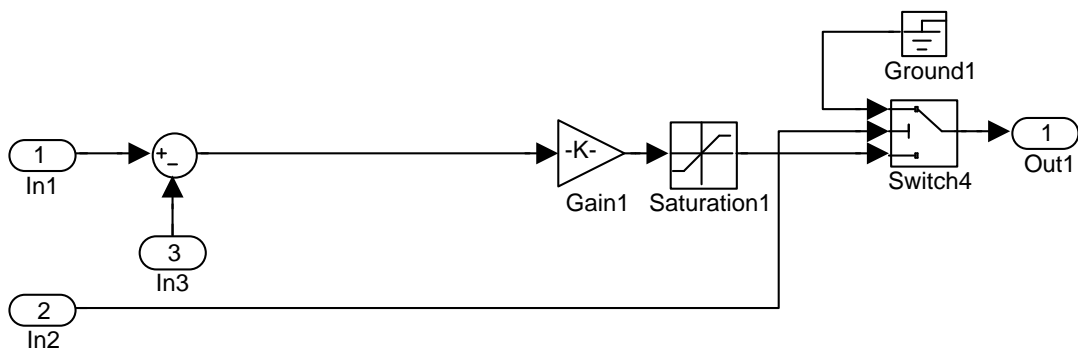 Ground1
1
In1
+
-
-K-
Gain1
Saturation1
Switch4
1
Out1
3
In3
2
In2